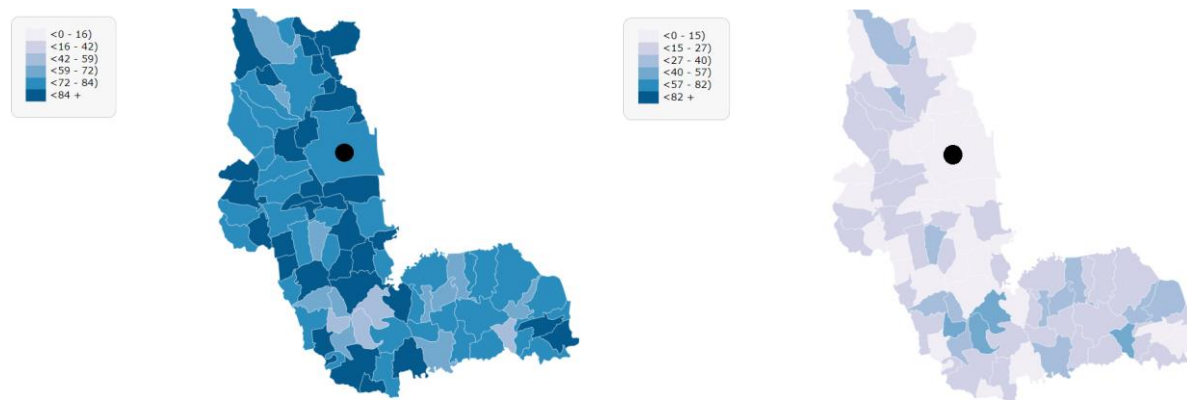 <0 - 16)
<16 - 42)
<42 - 59)
<59 - 72)
<72 - 84)
<84 +
<0 - 15)
<15 - 27)
<27 - 40)
<40 - 57)
<57 - 82)
<82 +